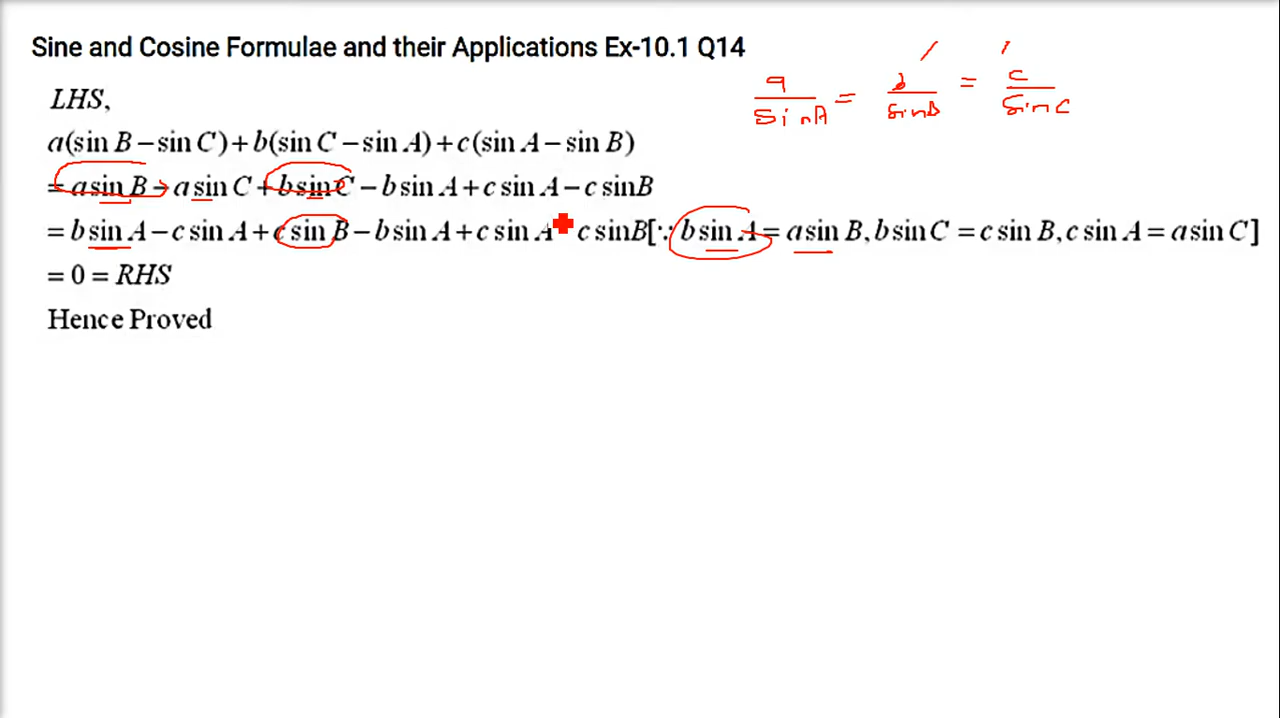 Sine and Cosine Formulae and their Applications Ex-10.1 Q14
a/sinA = b/sinB = c/sinC
LHS,
a(sin B − sin C) + b(sin C − sin A) + c(sin A − sin B)
= a sin B − a sin C + b sin C − b sin A + c sin A − c sinB
= b sin A − c sin A + c sin B − b sin A + c sin A c sinB[∵ b sin A = a sin B, b sin C = c sin B, c sin A = a sin C]
= 0 = RHS
Hence Proved